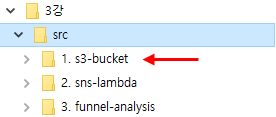 3강
src
1. s3-bucket
2. sns-lambda
3. funnel-analysis